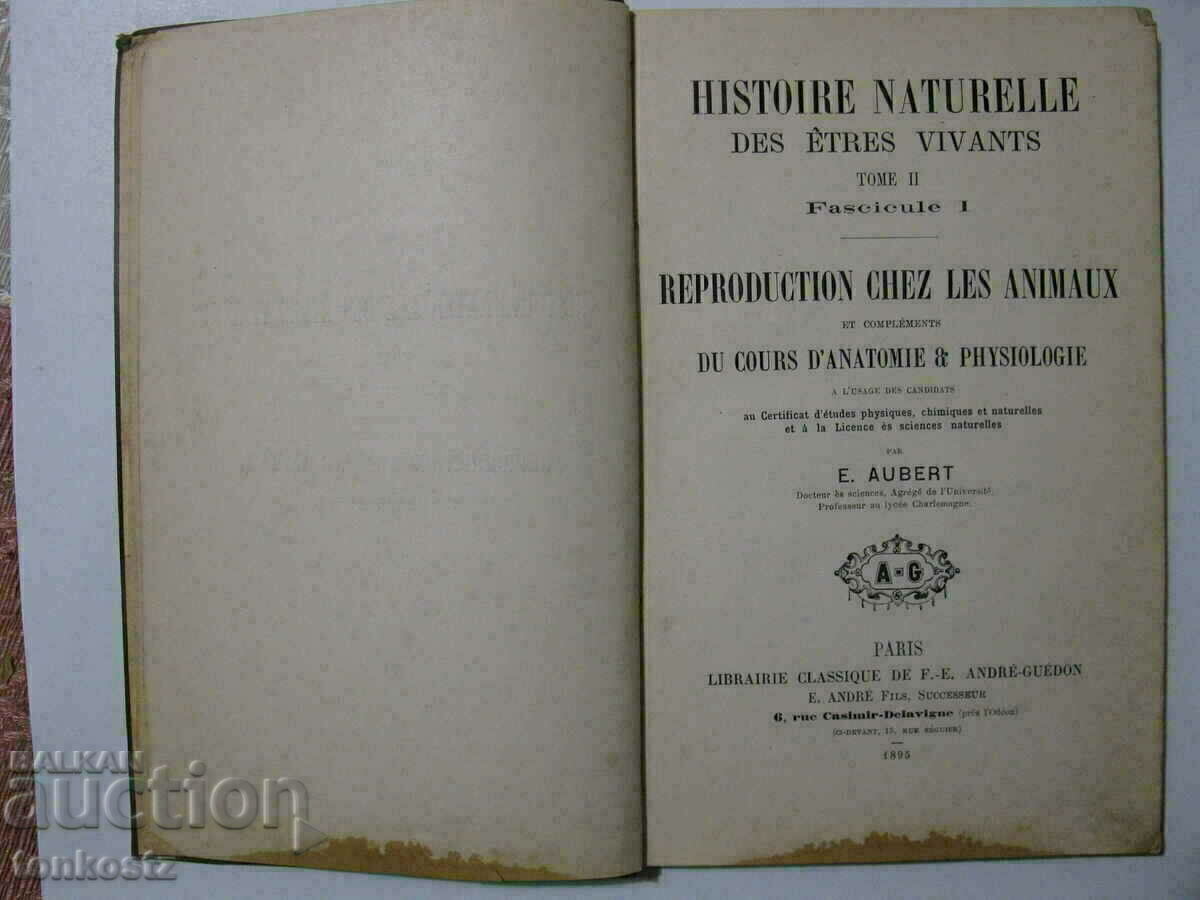 HISTOIRE NATURELLE
DES ÊTRES VIVANTS
TOME II
Fascicule I
REPRODUCTION CHEZ LES ANIMAUX
ET COMPLÉMENTS
DU COURS D'ANATOMIE & PHYSIOLOGIE
A L'USAGE DES CANDIDATS
au Certificat d'études physiques, chimiques et naturelles
et à la Licence ès sciences naturelles
PAR
E. AUBERT
Docteur ès sciences, Agrégé de l'Université,
Professeur au lycée Charlemagne.
A-G
PARIS
LIBRAIRIE CLASSIQUE DE F.-E. ANDRÉ-GUÉDON
E. ANDRÉ FILS, SUCCESSEUR
6, rue Casimir-Delavigne (près l'Odéon)
(CI-DEVANT, 15, RUE SÉGUIER)
1895
BALKAN
auction
tonkostz